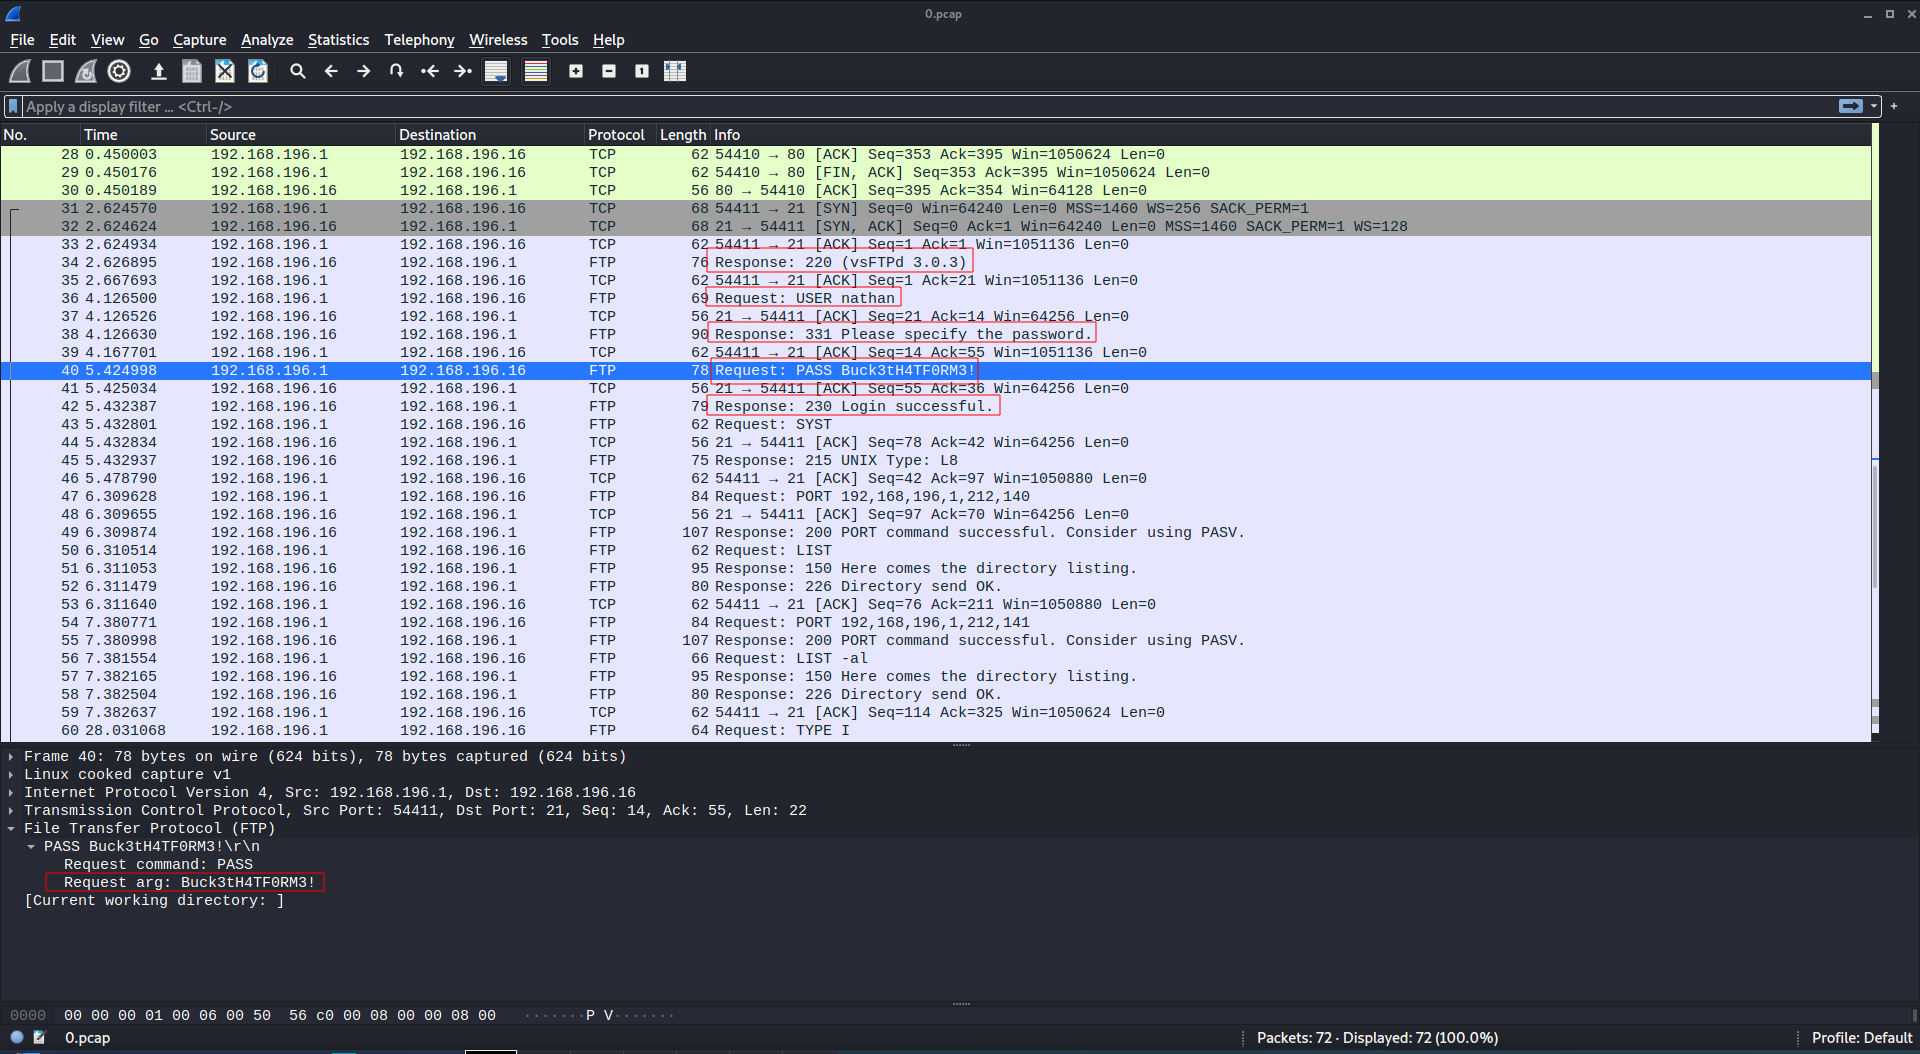 0.pcap
File Edit View Go Capture Analyze Statistics Telephony Wireless Tools Help
Apply a display filter ... <Ctrl-/>
No. Time Source Destination Protocol Length Info
28 0.450003 192.168.196.1 192.168.196.16 TCP 62 54410 → 80 [ACK] Seq=353 Ack=395 Win=1050624 Len=0
29 0.450176 192.168.196.1 192.168.196.16 TCP 62 54410 → 80 [FIN, ACK] Seq=353 Ack=395 Win=1050624 Len=0
30 0.450189 192.168.196.16 192.168.196.1 TCP 56 80 → 54410 [ACK] Seq=395 Ack=354 Win=64128 Len=0
31 2.624570 192.168.196.1 192.168.196.16 TCP 68 54411 → 21 [SYN] Seq=0 Win=64240 Len=0 MSS=1460 WS=256 SACK_PERM=1
32 2.624624 192.168.196.16 192.168.196.1 TCP 68 21 → 54411 [SYN, ACK] Seq=0 Ack=1 Win=64240 Len=0 MSS=1460 SACK_PERM=1 WS=128
33 2.624934 192.168.196.1 192.168.196.16 TCP 62 54411 → 21 [ACK] Seq=1 Ack=1 Win=1051136 Len=0
34 2.626895 192.168.196.16 192.168.196.1 FTP 76 Response: 220 (vsFTPd 3.0.3)
35 2.667693 192.168.196.1 192.168.196.16 TCP 62 54411 → 21 [ACK] Seq=1 Ack=21 Win=1051136 Len=0
36 4.126500 192.168.196.1 192.168.196.16 FTP 69 Request: USER nathan
37 4.126526 192.168.196.16 192.168.196.1 TCP 56 21 → 54411 [ACK] Seq=21 Ack=14 Win=64256 Len=0
38 4.126630 192.168.196.16 192.168.196.1 FTP 90 Response: 331 Please specify the password.
39 4.167701 192.168.196.1 192.168.196.16 TCP 62 54411 → 21 [ACK] Seq=14 Ack=55 Win=1051136 Len=0
40 5.424998 192.168.196.1 192.168.196.16 FTP 78 Request: PASS Buck3tH4TF0RM3!
41 5.425034 192.168.196.16 192.168.196.1 TCP 56 21 → 54411 [ACK] Seq=55 Ack=36 Win=64256 Len=0
42 5.432387 192.168.196.16 192.168.196.1 FTP 79 Response: 230 Login successful.
43 5.432801 192.168.196.1 192.168.196.16 FTP 62 Request: SYST
44 5.432834 192.168.196.16 192.168.196.1 TCP 56 21 → 54411 [ACK] Seq=78 Ack=42 Win=64256 Len=0
45 5.432937 192.168.196.16 192.168.196.1 FTP 75 Response: 215 UNIX Type: L8
46 5.478790 192.168.196.1 192.168.196.16 TCP 62 54411 → 21 [ACK] Seq=42 Ack=97 Win=1050880 Len=0
47 6.309628 192.168.196.1 192.168.196.16 FTP 84 Request: PORT 192,168,196,1,212,140
48 6.309655 192.168.196.16 192.168.196.1 TCP 56 21 → 54411 [ACK] Seq=97 Ack=70 Win=64256 Len=0
49 6.309874 192.168.196.16 192.168.196.1 FTP 107 Response: 200 PORT command successful. Consider using PASV.
50 6.310514 192.168.196.1 192.168.196.16 FTP 62 Request: LIST
51 6.311053 192.168.196.16 192.168.196.1 FTP 95 Response: 150 Here comes the directory listing.
52 6.311479 192.168.196.16 192.168.196.1 FTP 80 Response: 226 Directory send OK.
53 6.311640 192.168.196.1 192.168.196.16 TCP 62 54411 → 21 [ACK] Seq=76 Ack=211 Win=1050880 Len=0
54 7.380771 192.168.196.1 192.168.196.16 FTP 84 Request: PORT 192,168,196,1,212,141
55 7.380998 192.168.196.16 192.168.196.1 FTP 107 Response: 200 PORT command successful. Consider using PASV.
56 7.381554 192.168.196.1 192.168.196.16 FTP 66 Request: LIST -al
57 7.382165 192.168.196.16 192.168.196.1 FTP 95 Response: 150 Here comes the directory listing.
58 7.382504 192.168.196.16 192.168.196.1 FTP 80 Response: 226 Directory send OK.
59 7.382637 192.168.196.1 192.168.196.16 TCP 62 54411 → 21 [ACK] Seq=114 Ack=325 Win=1050624 Len=0
60 28.031068 192.168.196.1 192.168.196.16 FTP 64 Request: TYPE I
Frame 40: 78 bytes on wire (624 bits), 78 bytes captured (624 bits)
Linux cooked capture v1
Internet Protocol Version 4, Src: 192.168.196.1, Dst: 192.168.196.16
Transmission Control Protocol, Src Port: 54411, Dst Port: 21, Seq: 14, Ack: 55, Len: 22
File Transfer Protocol (FTP)
PASS Buck3tH4TF0RM3!\r\n
Request command: PASS
Request arg: Buck3tH4TF0RM3!
[Current working directory: ]
0000 00 00 00 01 00 06 00 50 56 c0 00 08 00 00 08 00 ·······P V·······
0.pcap Packets: 72 · Displayed: 72 (100.0%) Profile: Default